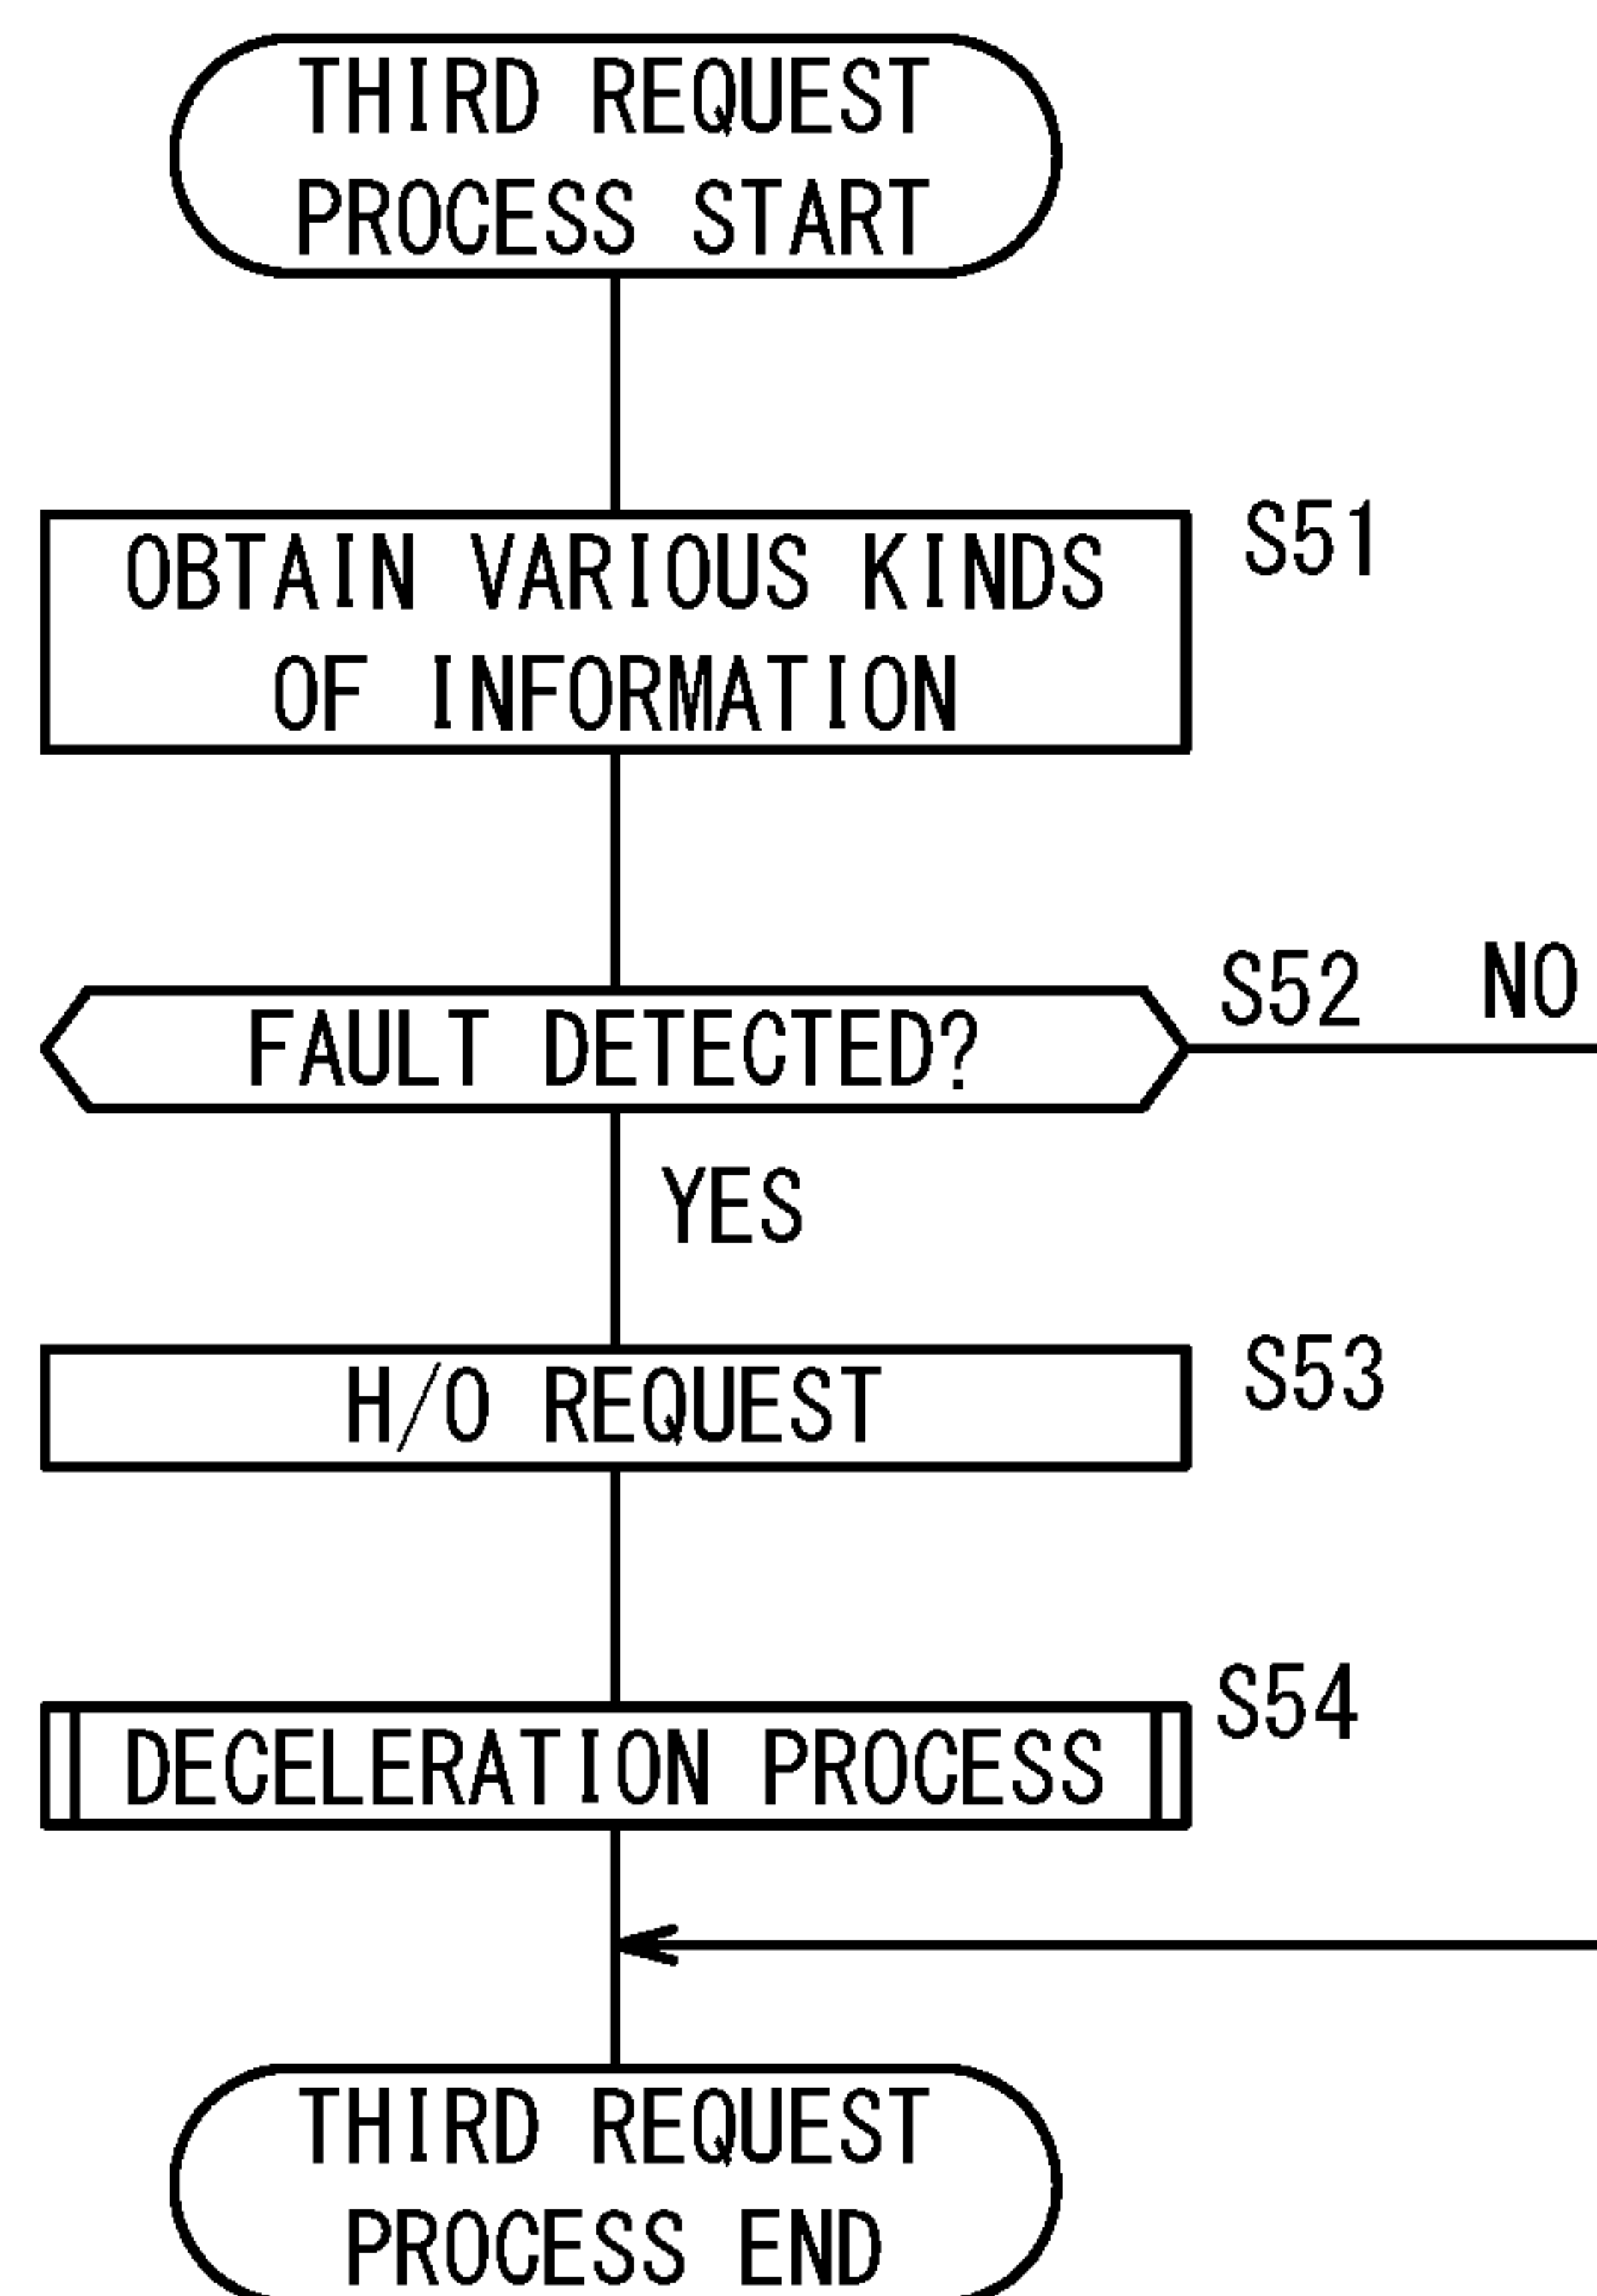 THIRD REQUEST
PROCESS START
S51
OBTAIN VARIOUS KINDS
OF INFORMATION
S52
NO
FAULT DETECTED?
YES
S53
H/O REQUEST
S54
DECELERATION PROCESS
THIRD REQUEST
PROCESS END